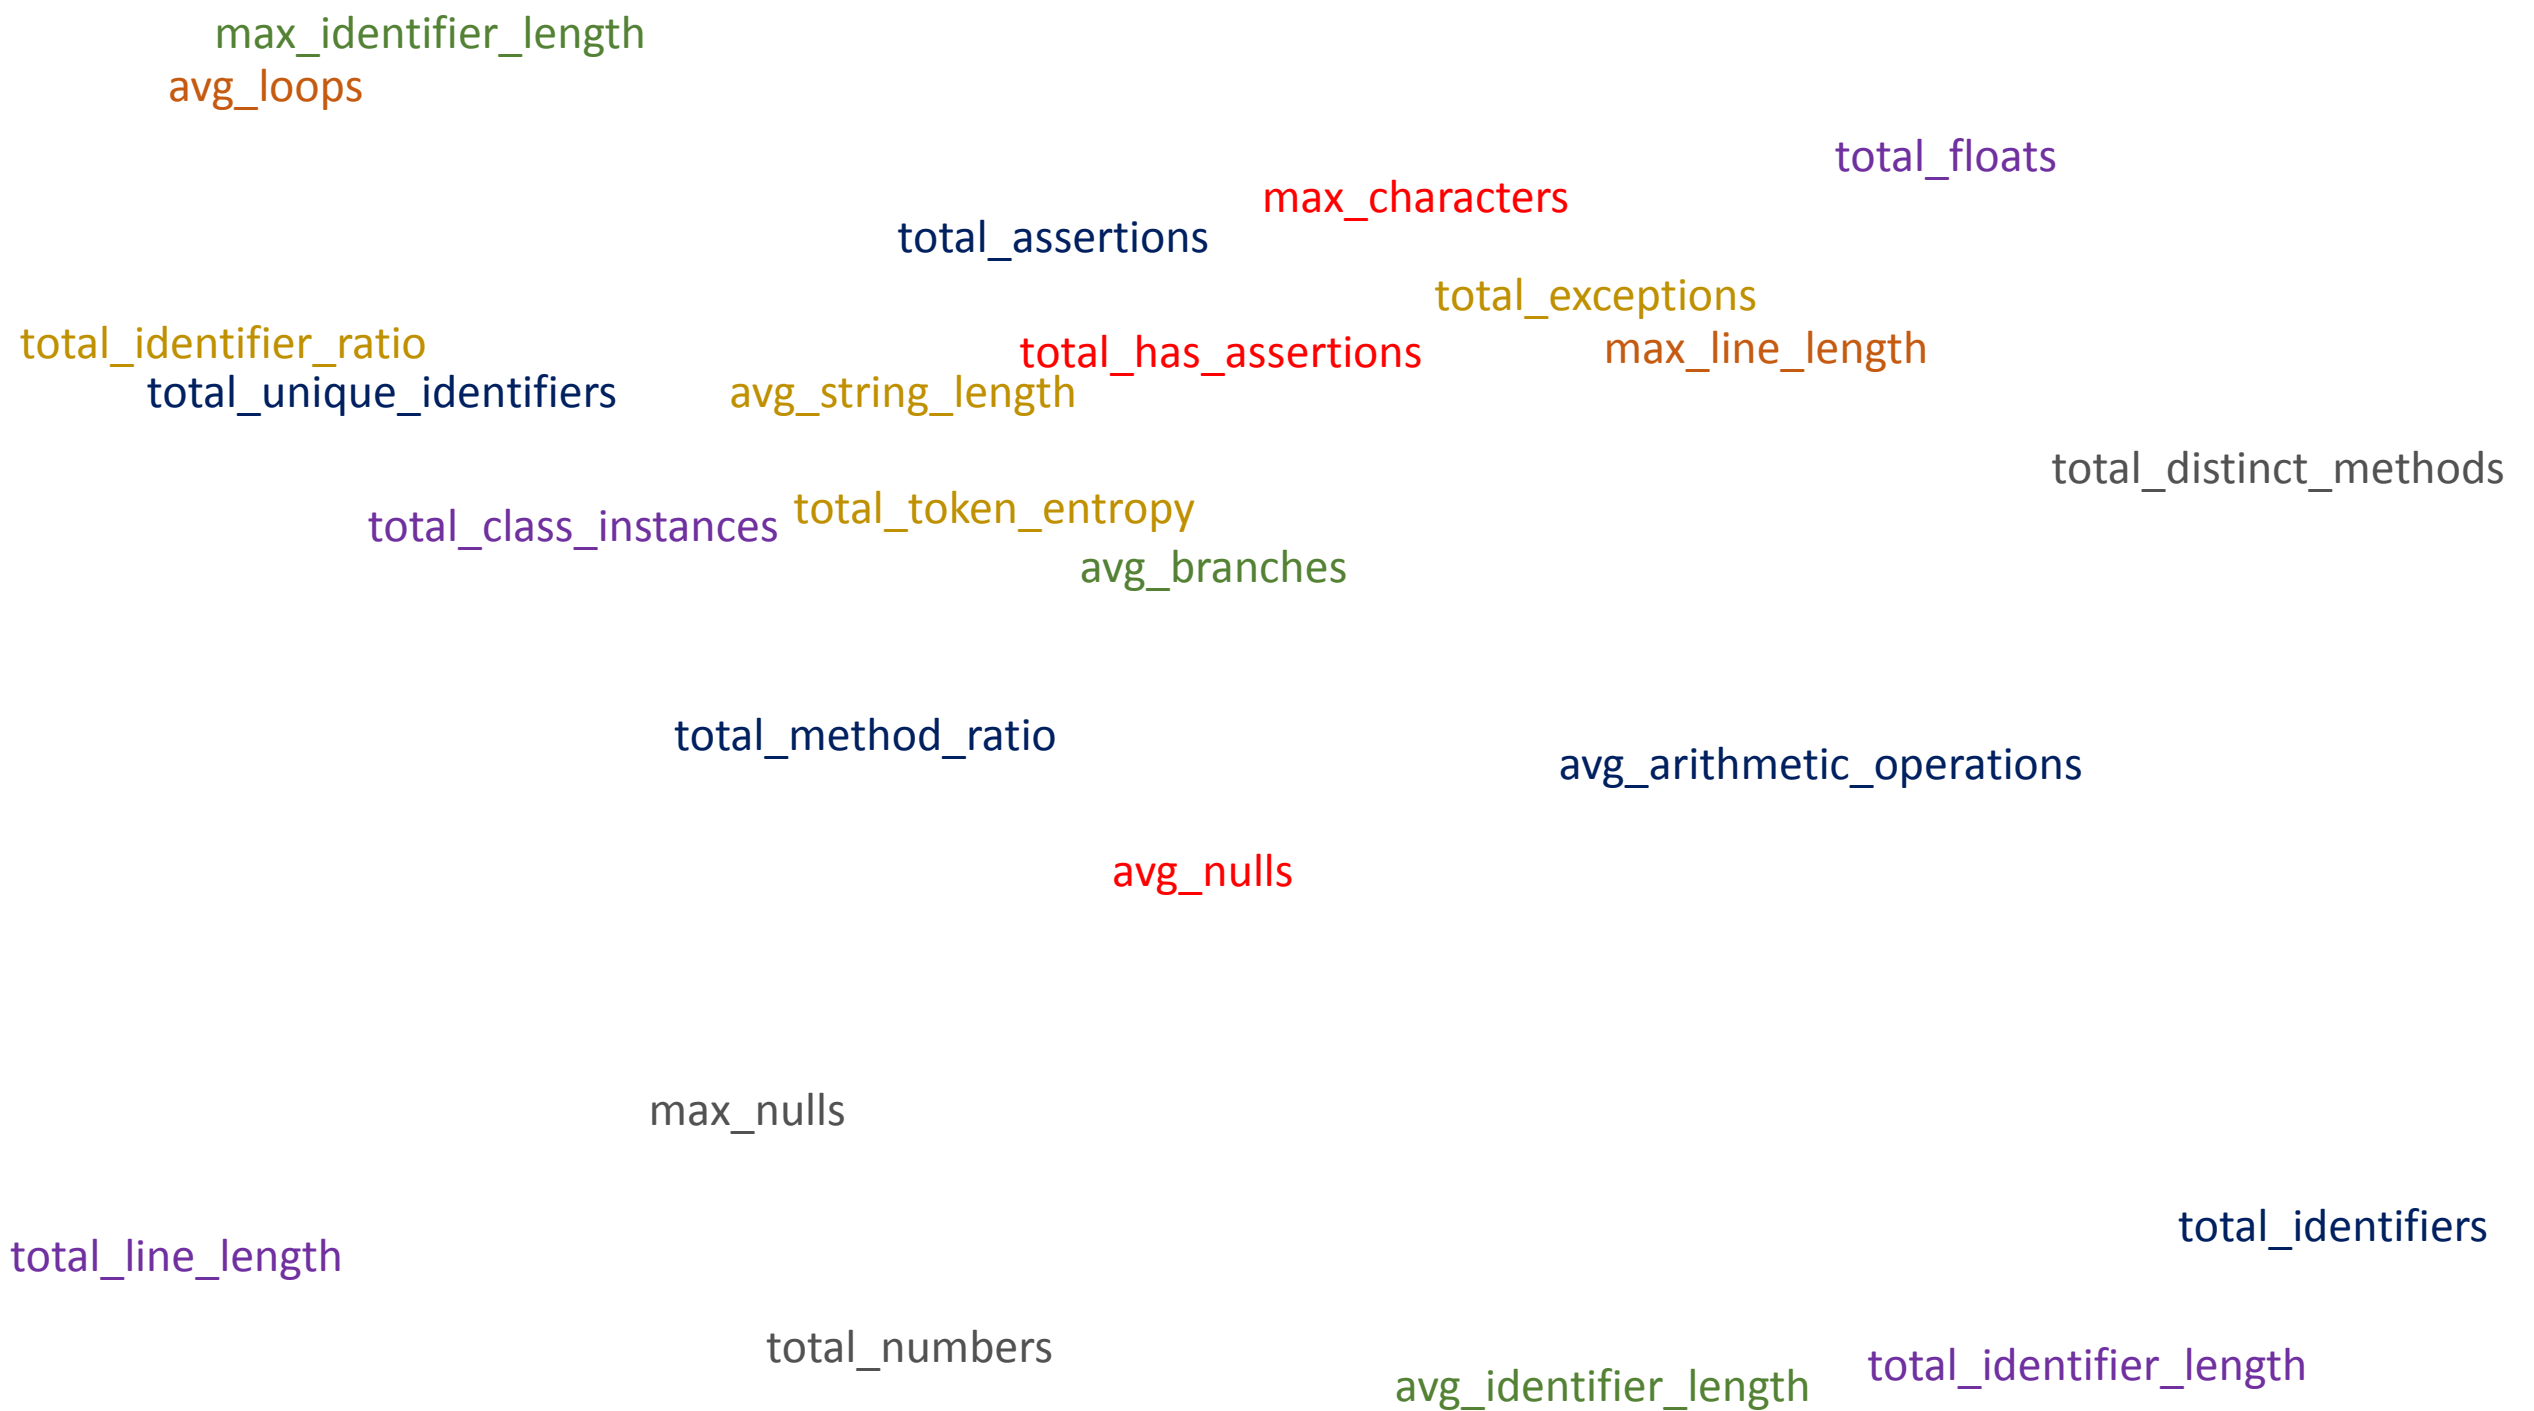 max_identifier_length
avg_loops
total_floats
max_characters
total_assertions
total_exceptions
total_identifier_ratio
total_has_assertions
max_line_length
total_unique_identifiers
avg_string_length
total_distinct_methods
total_class_instances
total_token_entropy
avg_branches
total_method_ratio
avg_arithmetic_operations
avg_nulls
max_nulls
total_identifiers
total_line_length
total_numbers
total_identifier_length
avg_identifier_length